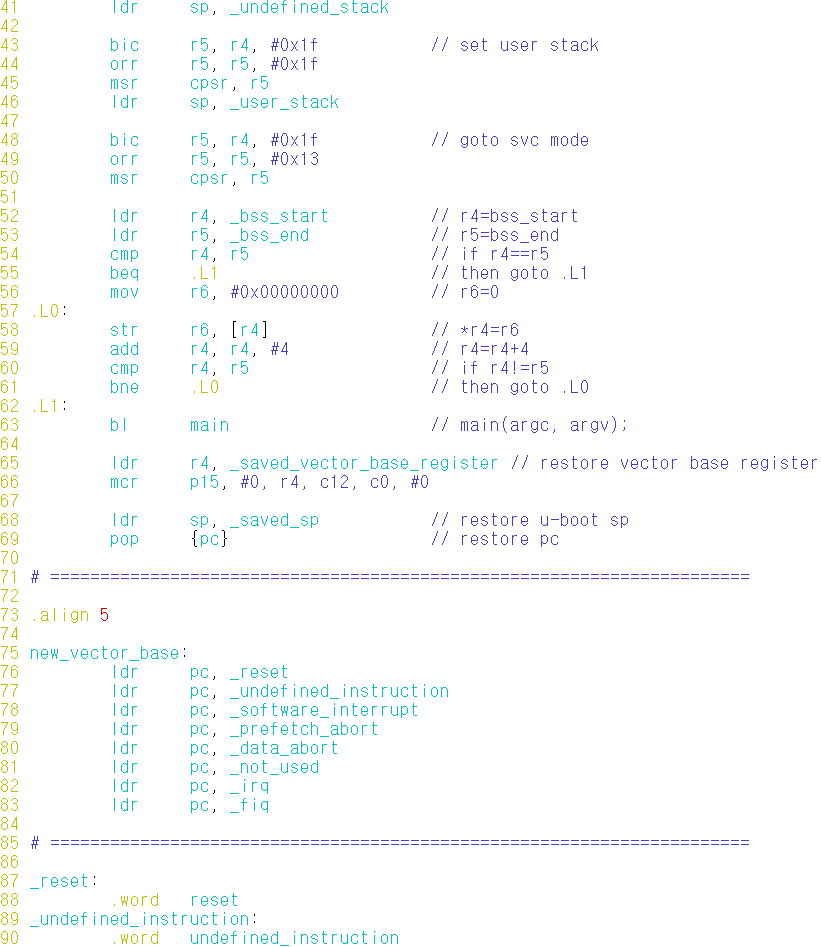 41         ldr     sp, _undefined_stack
42
43         bic     r5, r4, #0x1f           // set user stack
44         orr     r5, r5, #0x1f
45         msr     cpsr, r5
46         ldr     sp, _user_stack
47
48         bic     r5, r4, #0x1f           // goto svc mode
49         orr     r5, r5, #0x13
50         msr     cpsr, r5
51
52         ldr     r4, _bss_start          // r4=bss_start
53         ldr     r5, _bss_end            // r5=bss_end
54         cmp     r4, r5                  // if r4==r5
55         beq     .L1                     // then goto .L1
56         mov     r6, #0x00000000         // r6=0
57 .L0:
58         str     r6, [r4]                // *r4=r6
59         add     r4, r4, #4              // r4=r4+4
60         cmp     r4, r5                  // if r4!=r5
61         bne     .L0                     // then goto .L0
62 .L1:
63         bl      main                    // main(argc, argv);
64
65         ldr     r4, _saved_vector_base_register // restore vector base register
66         mcr     p15, #0, r4, c12, c0, #0
67
68         ldr     sp, _saved_sp           // restore u-boot sp
69         pop     {pc}                    // restore pc
70
71 # ======================================================================
72
73 .align 5
74
75 new_vector_base:
76         ldr     pc, _reset
77         ldr     pc, _undefined_instruction
78         ldr     pc, _software_interrupt
79         ldr     pc, _prefetch_abort
80         ldr     pc, _data_abort
81         ldr     pc, _not_used
82         ldr     pc, _irq
83         ldr     pc, _fiq
84
85 # ======================================================================
86
87 _reset:
88         .word   reset
89 _undefined_instruction:
90         .word   undefined_instruction